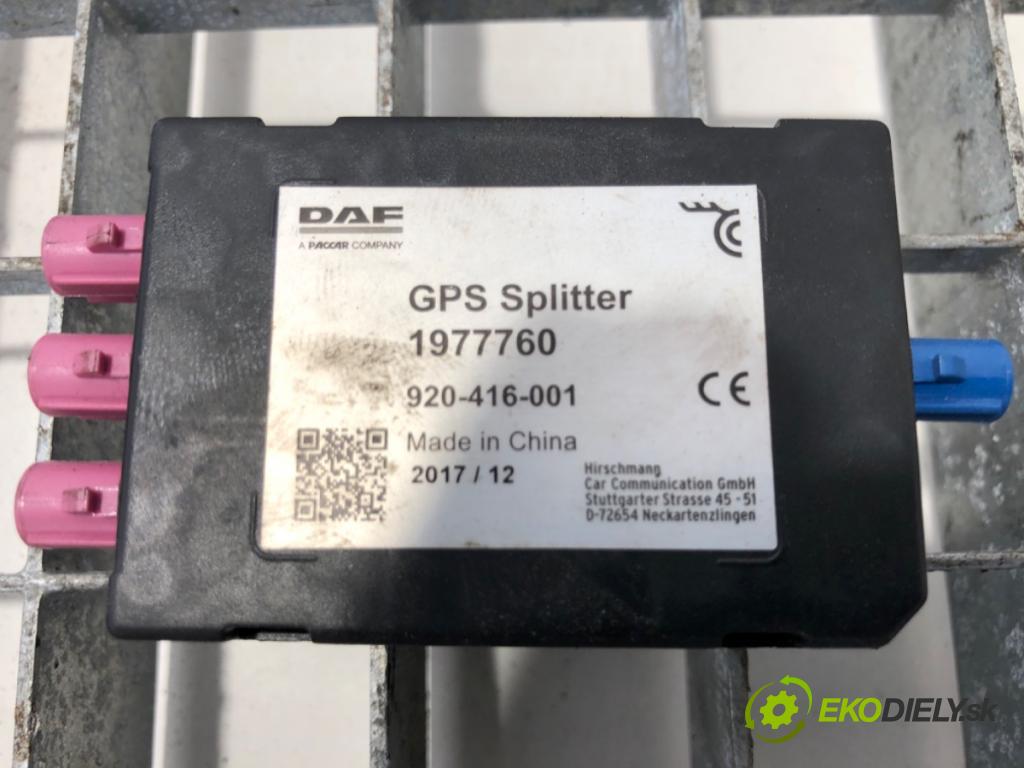 DAF
A PACCAR COMPANY
GPS Splitter
1977760
920-416-001
Made in China
2017 / 12
CE
Hirschmang
Car Communication GmbH
Stuttgarter Strasse 45 - 51
D-72654 Neckartenzlingen
EKODIELY.sk